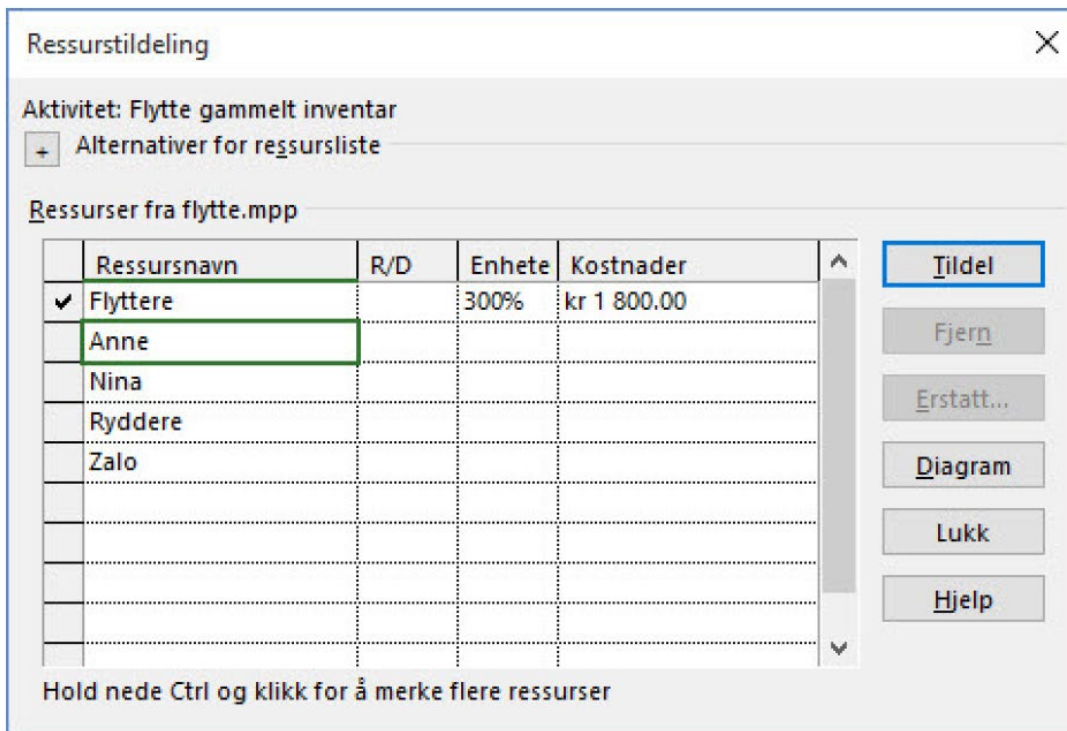 Ressurstildeling
Aktivitet: Flytte gammelt inventar
+ Alternativer for ressursliste
Ressurser fra flytte.mpp
Ressursnavn R/D Enhete Kostnader
Flyttere 300% kr 1 800.00
Anne
Nina
Ryddere
Zalo
Tildel
Fjern
Erstatt...
Diagram
Lukk
Hjelp
Hold nede Ctrl og klikk for å merke flere ressurser